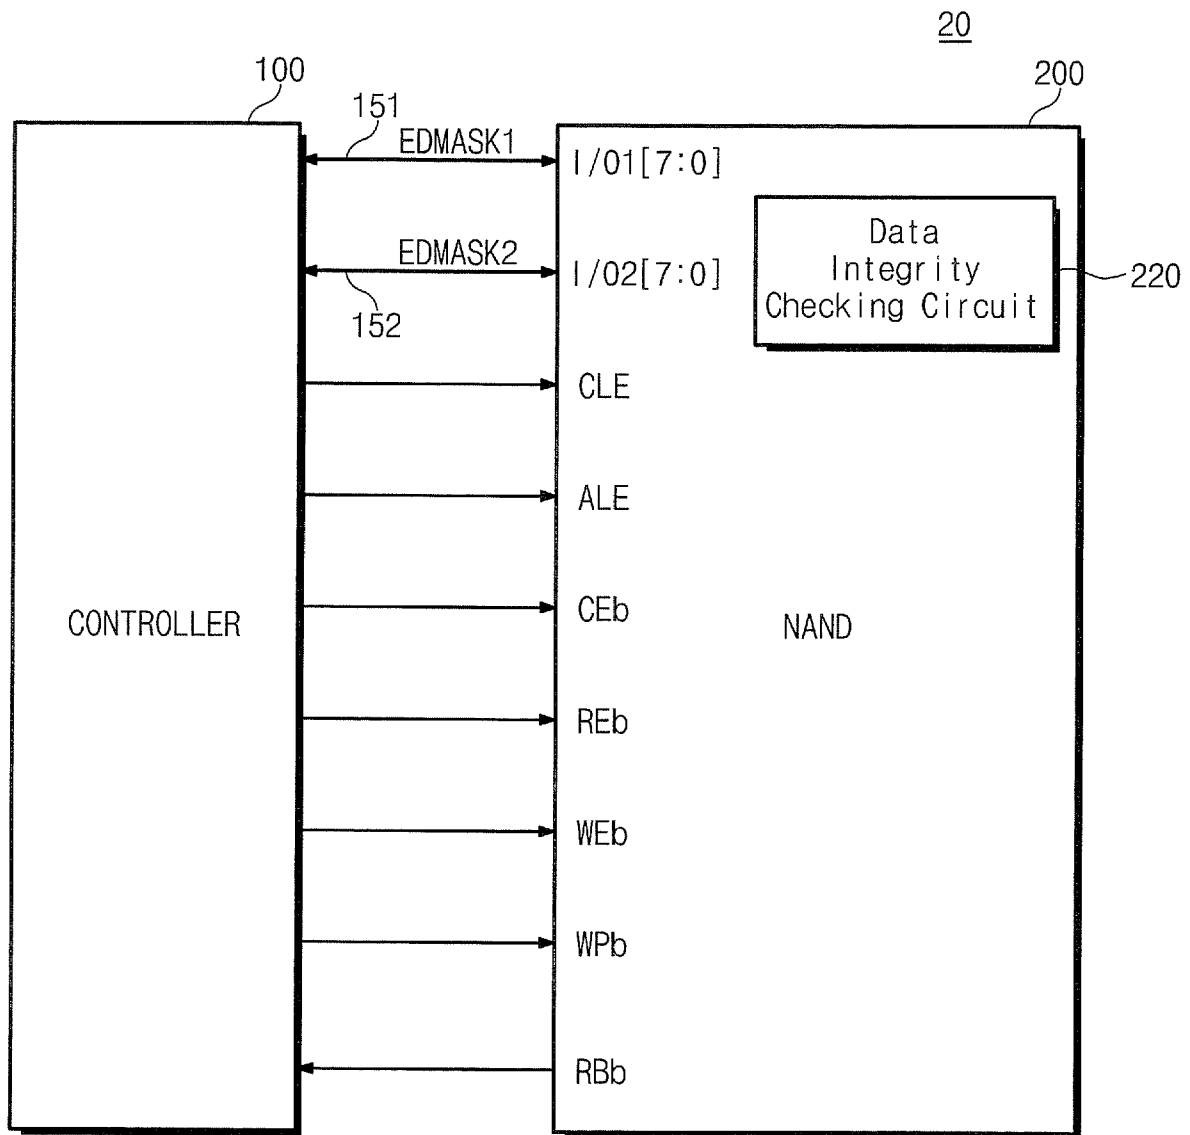 20
100
200
151
EDMASK1
I/O1[7:0]
Data
Integrity
Checking Circuit
220
EDMASK2
I/O2[7:0]
152
CLE
ALE
CEb
CONTROLLER
NAND
REb
WEb
WPb
RBb